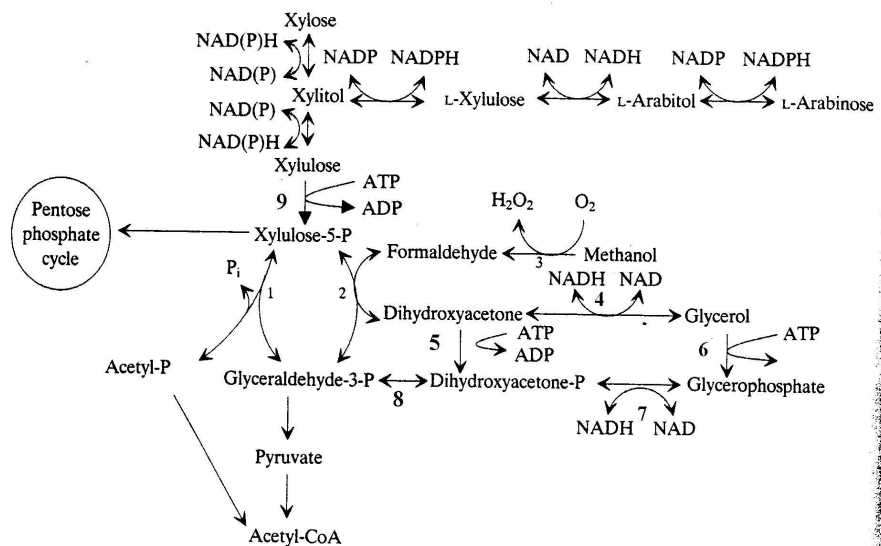 Xylose
NAD(P)H
NADP NADPH NAD NADH NADP NADPH
NAD(P)
Xylitol L-Xylulose L-Arabitol L-Arabinose
NAD(P)
NAD(P)H
Xylulose
9 ATP
ADP
H2O2 O2
Pentose
phosphate
cycle
Xylulose-5-P
Formaldehyde 3 Methanol
Pi
NADH NAD
1 2 4
Dihydroxyacetone Glycerol
5 ATP 6 ATP
ADP
Acetyl-P
Glyceraldehyde-3-P 8 Dihydroxyacetone-P Glycerophosphate
7
NADH NAD
Pyruvate
Acetyl-CoA